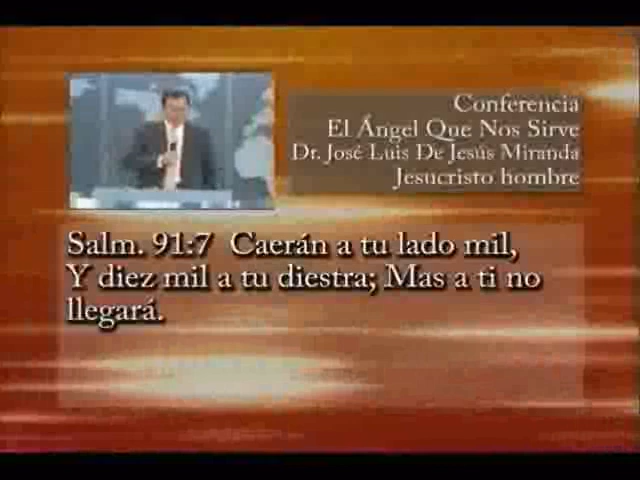 Conferencia
El Ángel Que Nos Sirve
Dr. José Luis De Jesús Miranda
Jesucristo hombre
Salm. 91:7 Caerán a tu lado mil,
Y diez mil a tu diestra; Mas a ti no
llegará.